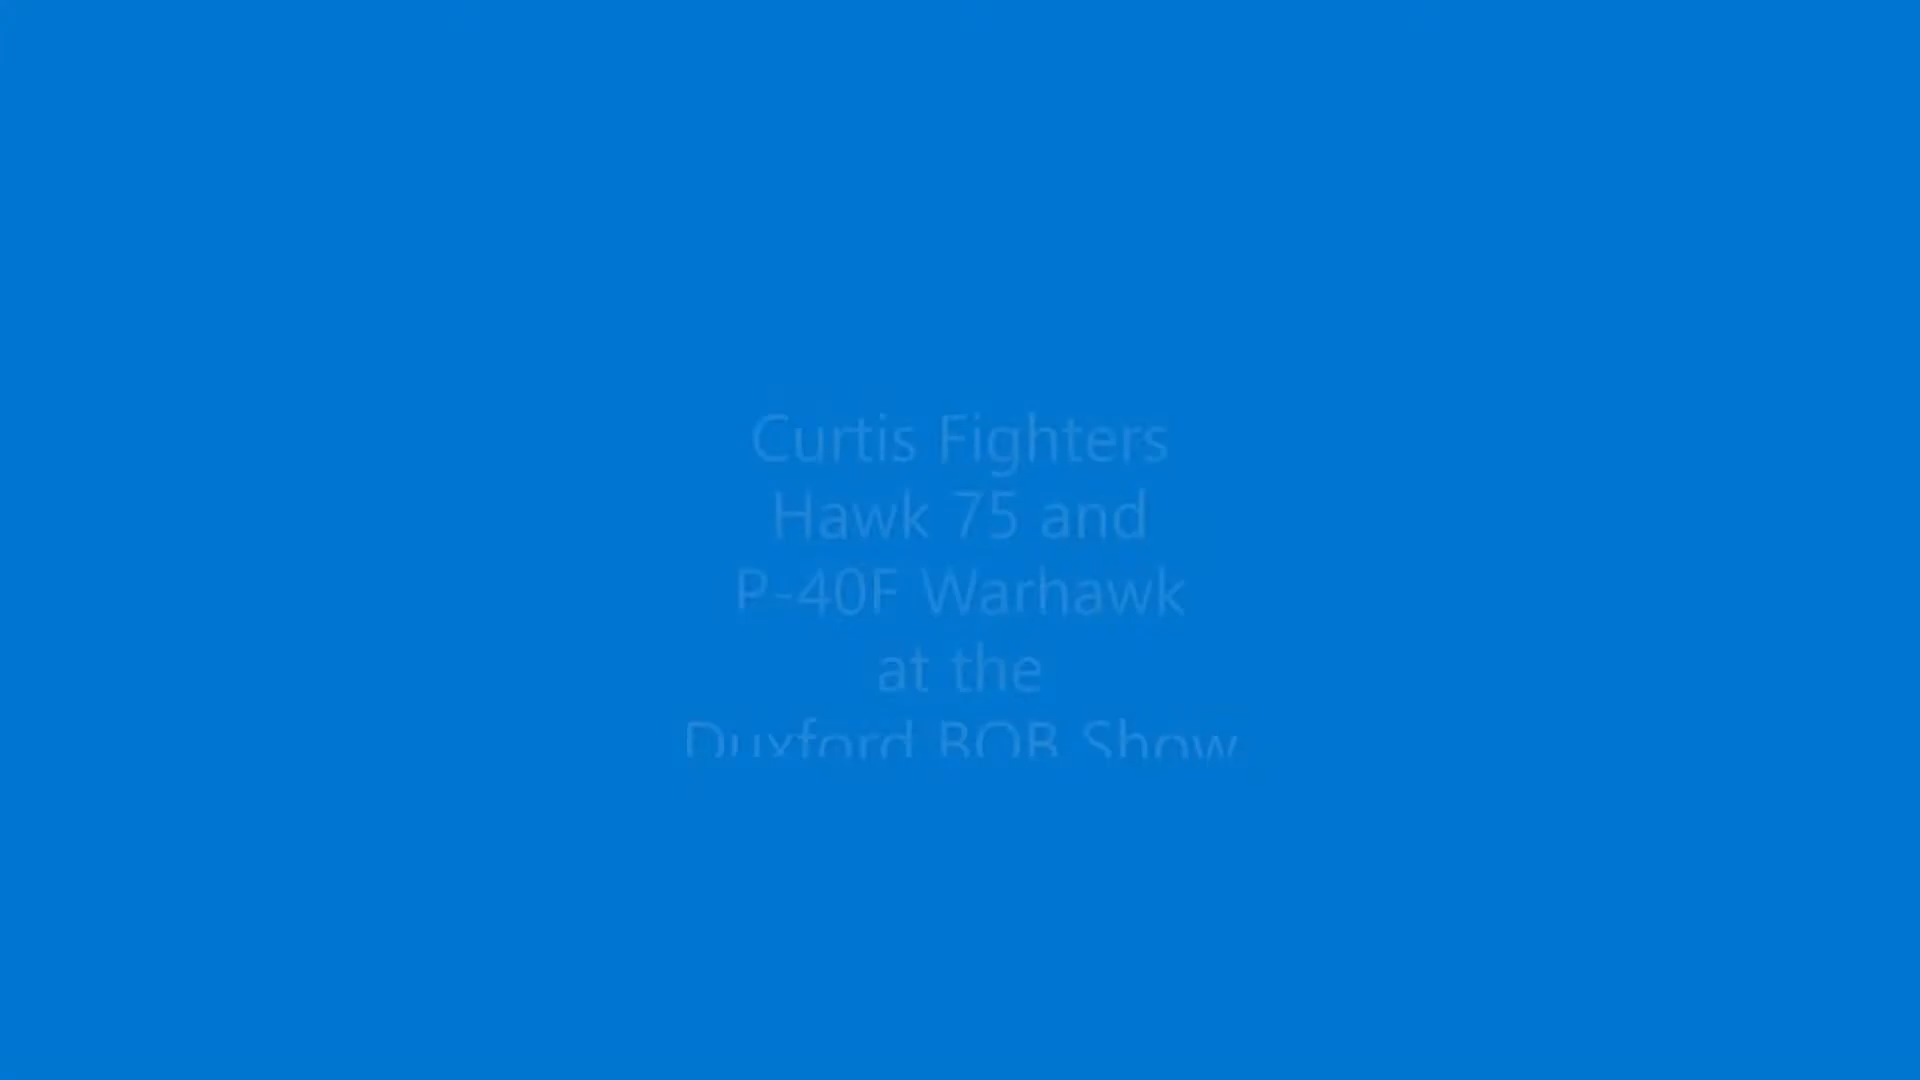 Curtis Fighters
Hawk 75 and
P-40F Warhawk
at the
Duxford BOB Show